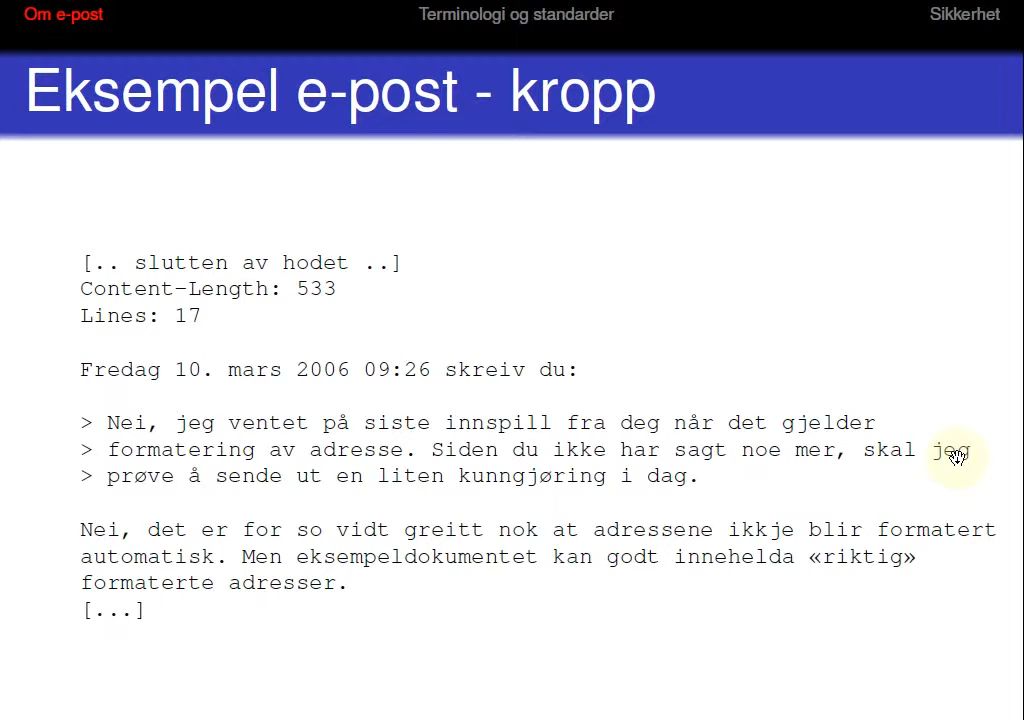 Om e-post
Terminologi og standarder
Sikkerhet
Eksempel e-post - kropp
[.. slutten av hodet ..]
Content-Length: 533
Lines: 17
Fredag 10. mars 2006 09:26 skreiv du:
> Nei, jeg ventet på siste innspill fra deg når det gjelder
> formatering av adresse. Siden du ikke har sagt noe mer, skal jeg
> prøve å sende ut en liten kunngjøring i dag.
Nei, det er for so vidt greitt nok at adressene ikkje blir formatert
automatisk. Men eksempeldokumentet kan godt innehelda «riktig»
formaterte adresser.
[...]